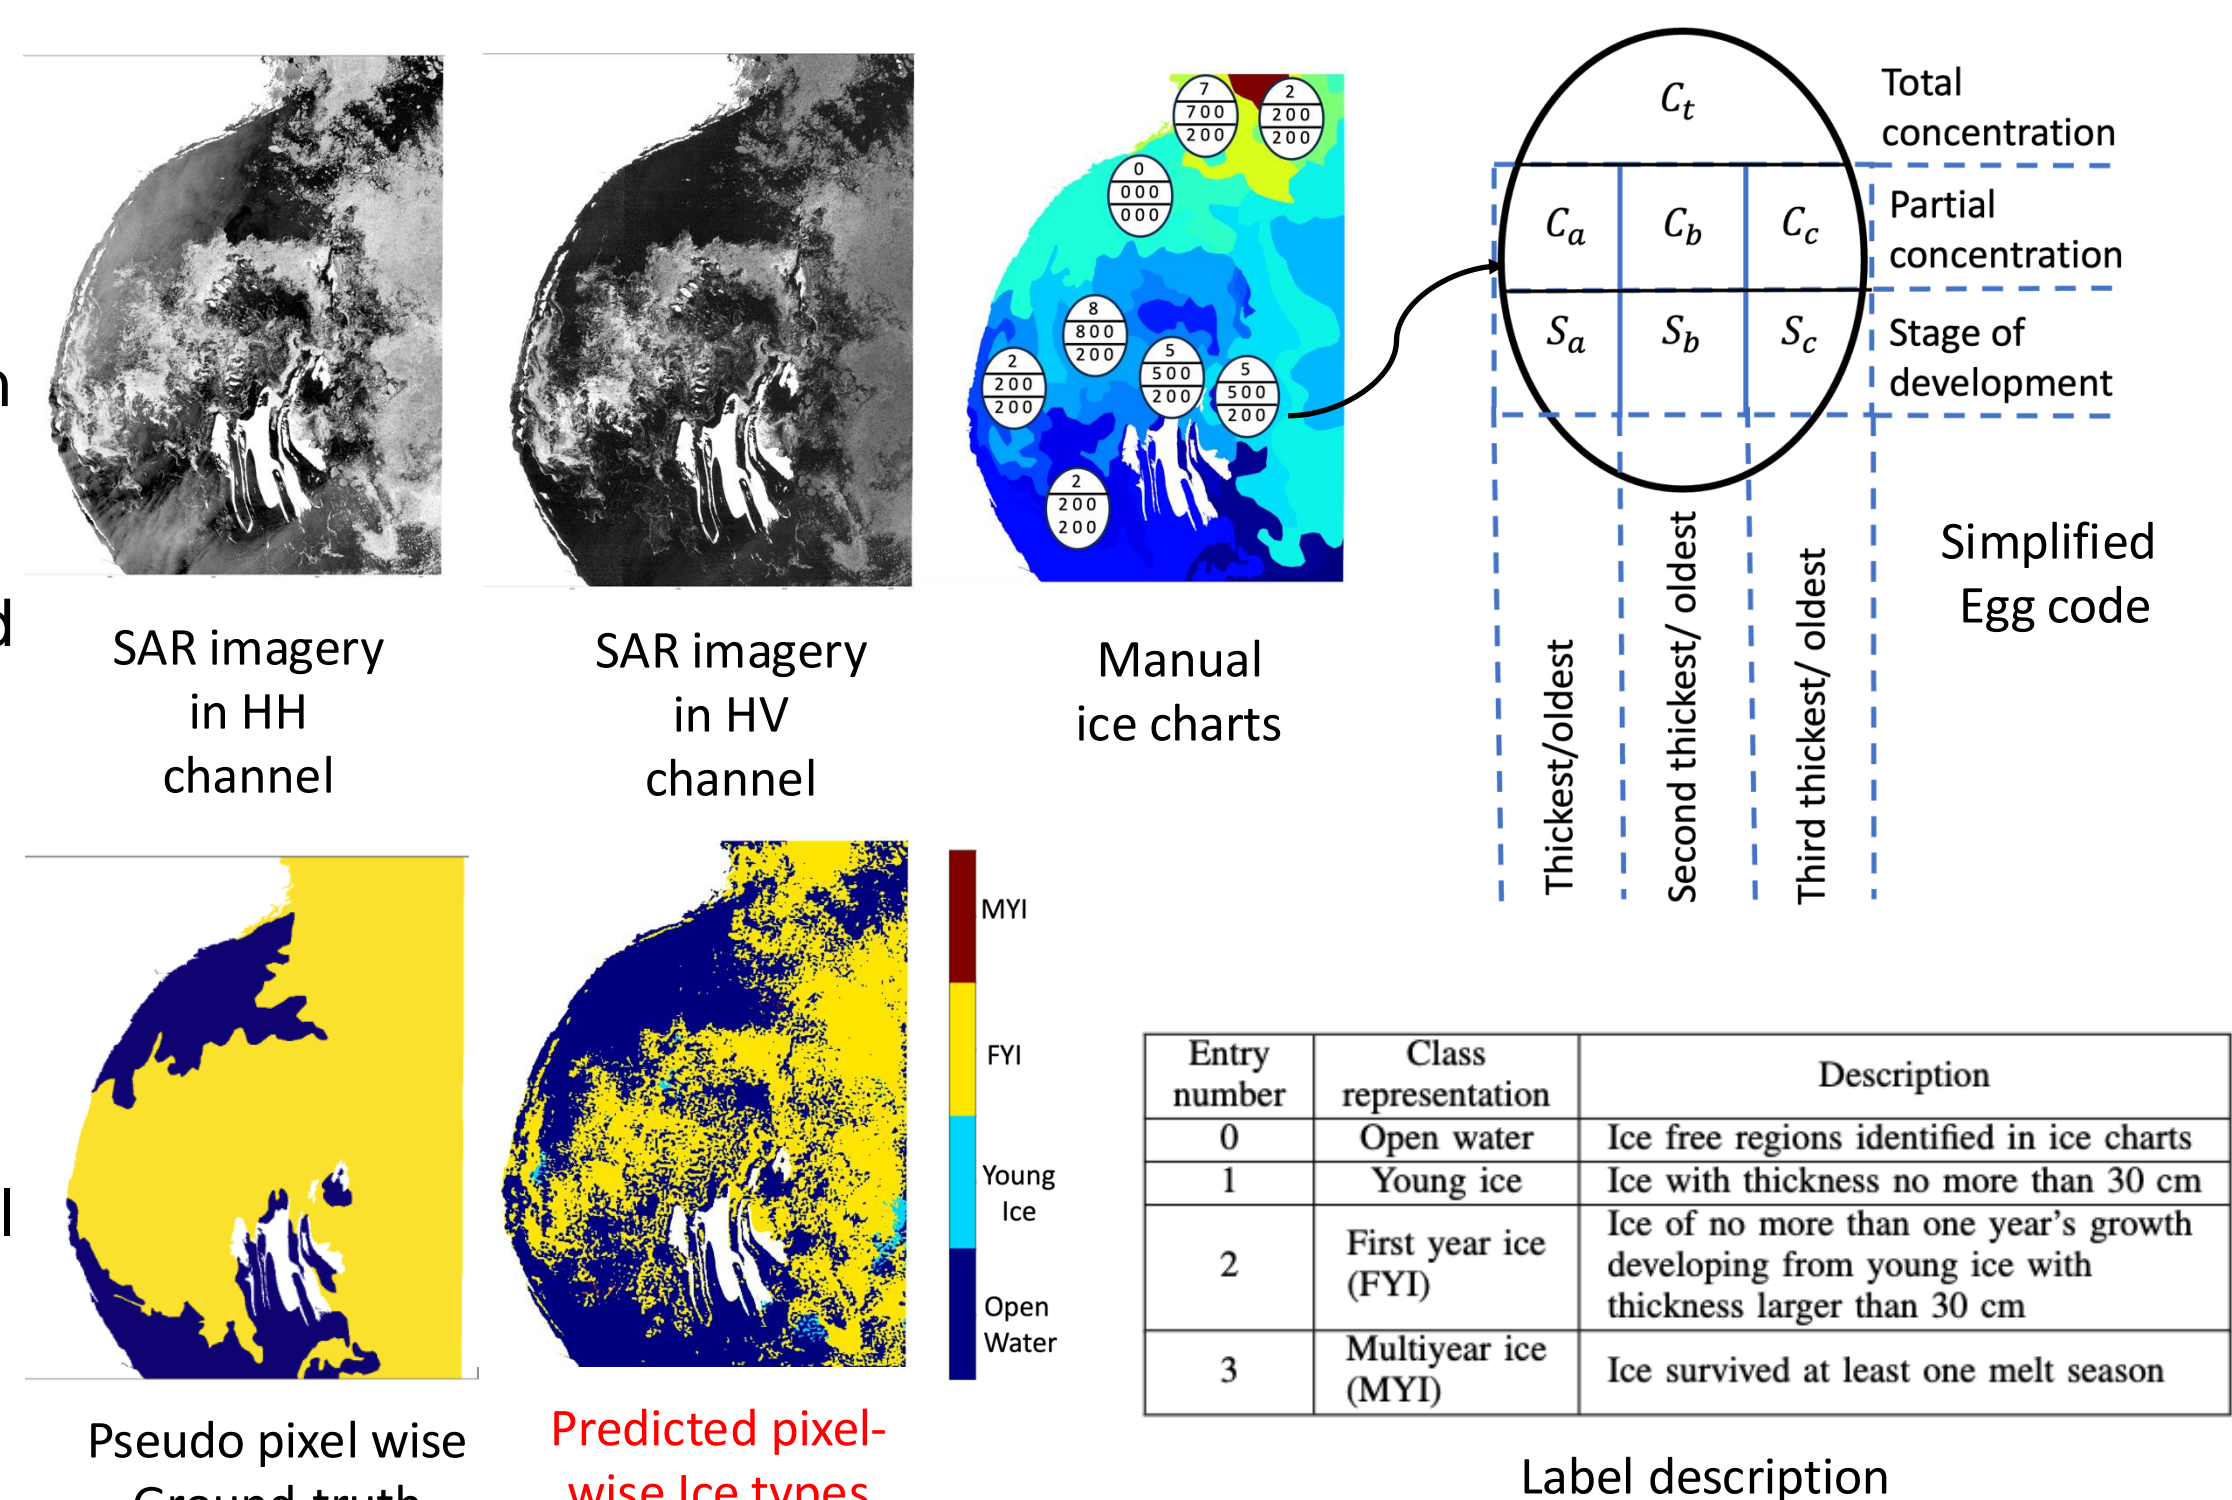 7
700
200
2
200
200
0
000
000
8
800
200
2
200
200
5
500
200
5
500
200
2
200
200
C_t
C_a C_b C_c
S_a S_b S_c
Total
concentration
Partial
concentration
Stage of
development
Thickest/oldest
Second thickest/ oldest
Third thickest/ oldest
Simplified
Egg code
SAR imagery
in HH
channel
SAR imagery
in HV
channel
Manual
ice charts
MYI
FYI
Young
Ice
Open
Water
Entry number Class representation Description
0 Open water Ice free regions identified in ice charts
1 Young ice Ice with thickness no more than 30 cm
2 First year ice (FYI) Ice of no more than one year's growth
developing from young ice with
thickness larger than 30 cm
3 Multiyear ice (MYI) Ice survived at least one melt season
Pseudo pixel wise
Ground truth
Predicted pixel-
wise Ice types
Label description